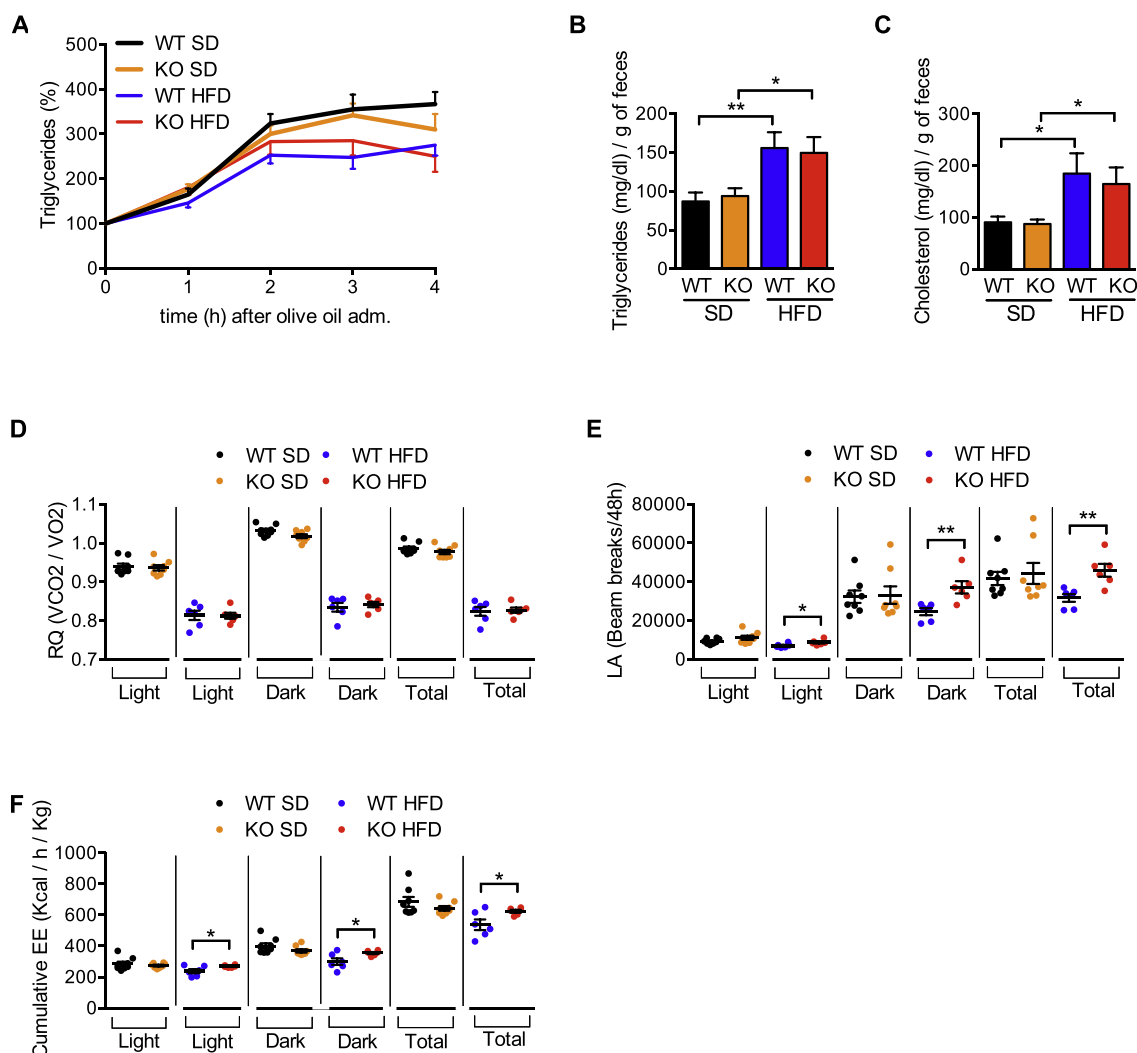 A
WT SD
KO SD
WT HFD
KO HFD
Triglycerides (%)
500
400
300
200
100
0
0 1 2 3 4
time (h) after olive oil adm.
B
Triglycerides (mg/dl) / g of feces
200
150
100
50
0
**
*
WT KO WT KO
SD HFD
C
Cholesterol (mg/dl) / g of feces
300
200
100
0
*
*
WT KO WT KO
SD HFD
D
WT SD WT HFD
KO SD KO HFD
RQ (VCO2 / VO2)
1.1
1.0
0.9
0.8
0.7
Light Light Dark Dark Total Total
E
WT SD WT HFD
KO SD KO HFD
LA (Beam breaks/48h)
80000
60000
40000
20000
0
* ** **
Light Light Dark Dark Total Total
F
WT SD WT HFD
KO SD KO HFD
Cumulative EE (Kcal / h / Kg)
1000
800
600
400
200
0
* * *
Light Light Dark Dark Total Total